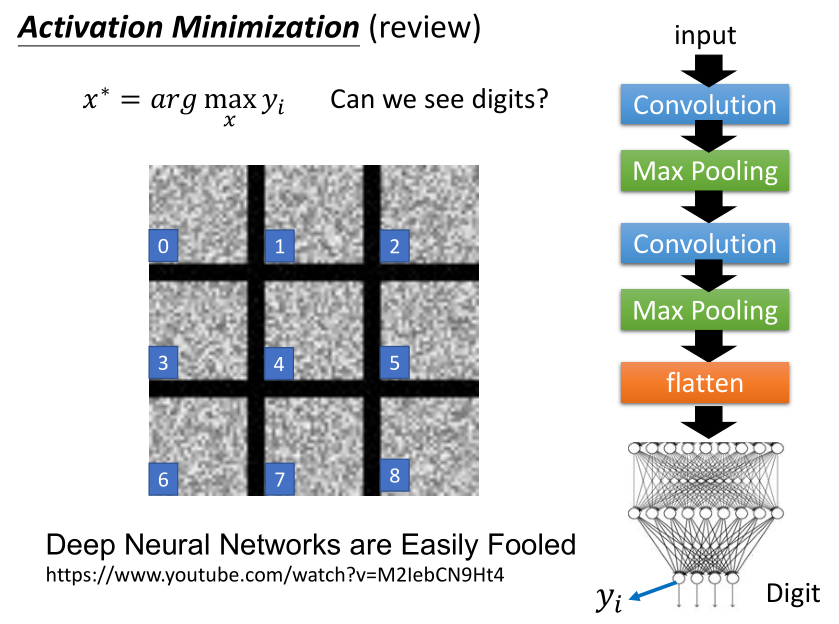 Activation Minimization (review)
x* = arg max y_i
x
Can we see digits?
0
1
2
3
4
5
6
7
8
Deep Neural Networks are Easily Fooled
https://www.youtube.com/watch?v=M2IebCN9Ht4
input
Convolution
Max Pooling
Convolution
Max Pooling
flatten
y_i
Digit